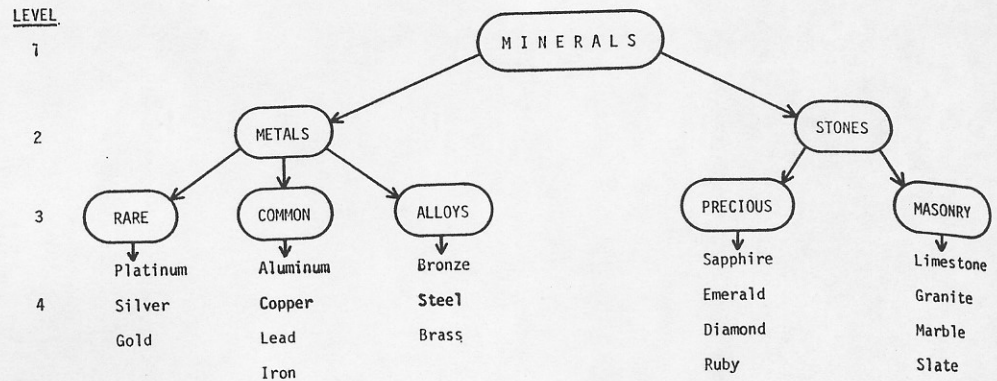 LEVEL
1
MINERALS
2
METALS
STONES
3
RARE
COMMON
ALLOYS
PRECIOUS
MASONRY
4
Platinum
Silver
Gold
Aluminum
Copper
Lead
Iron
Bronze
Steel
Brass
Sapphire
Emerald
Diamond
Ruby
Limestone
Granite
Marble
Slate